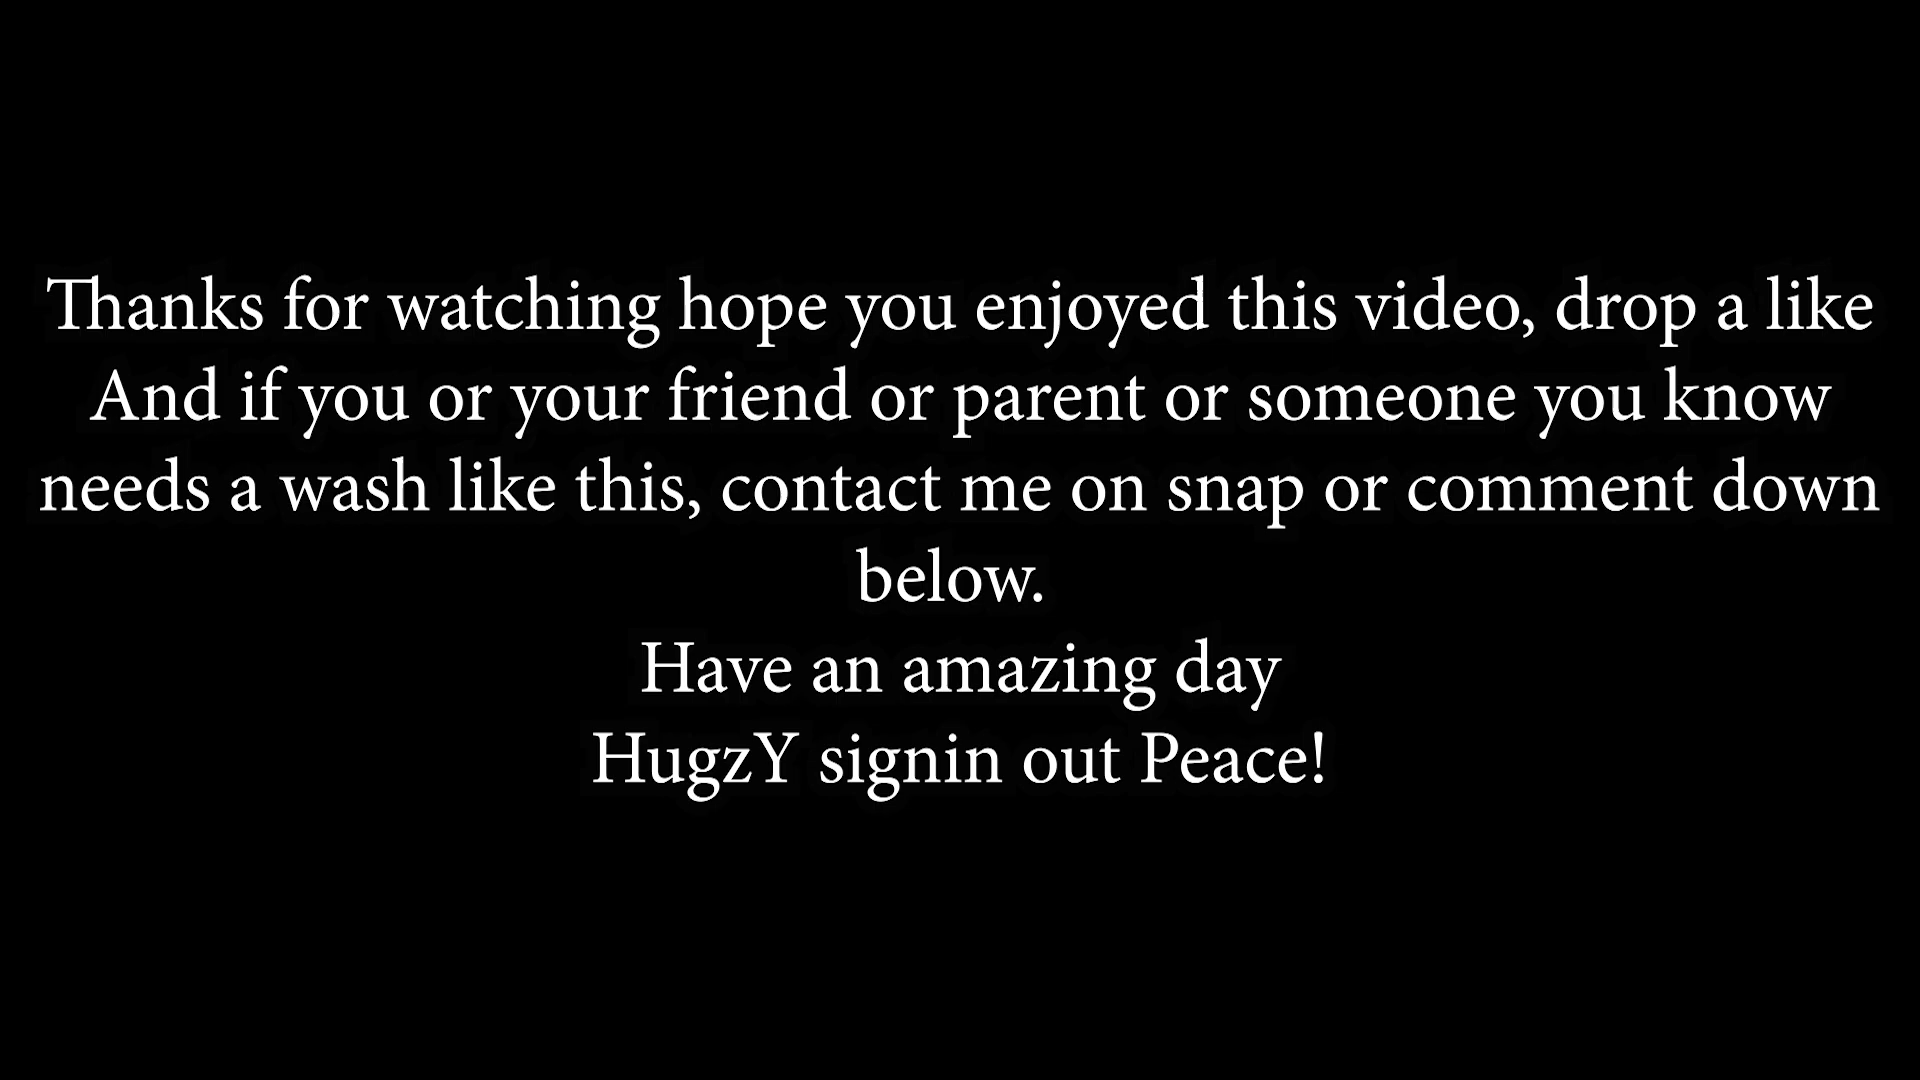 Thanks for watching hope you enjoyed this video, drop a like
And if you or your friend or parent or someone you know
needs a wash like this, contact me on snap or comment down
below.
Have an amazing day
HugzY signin out Peace!